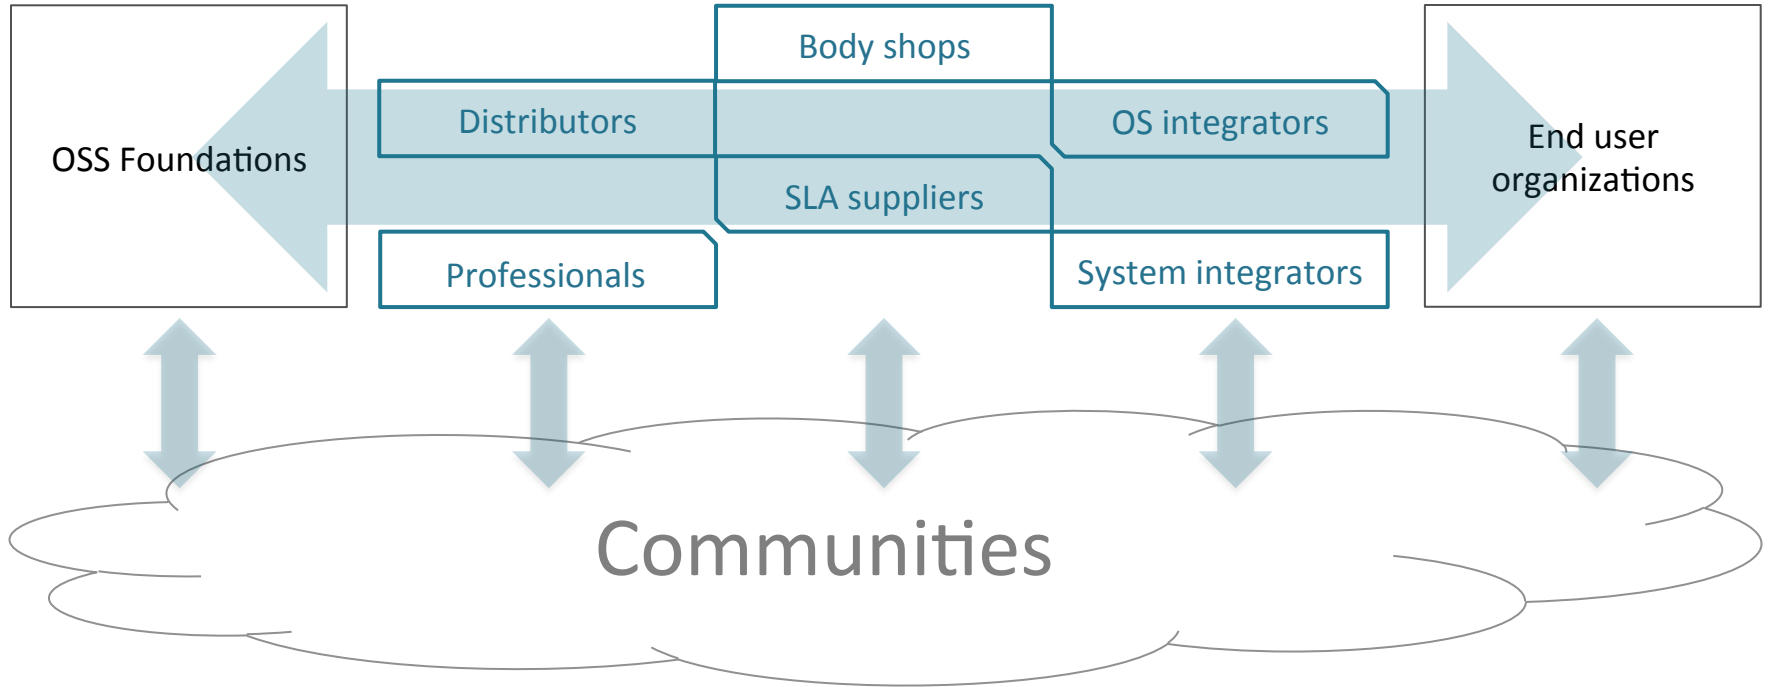 Body shops
Distributors
OS integrators
OSS Foundations
End user
organizations
SLA suppliers
Professionals
System integrators
Communities